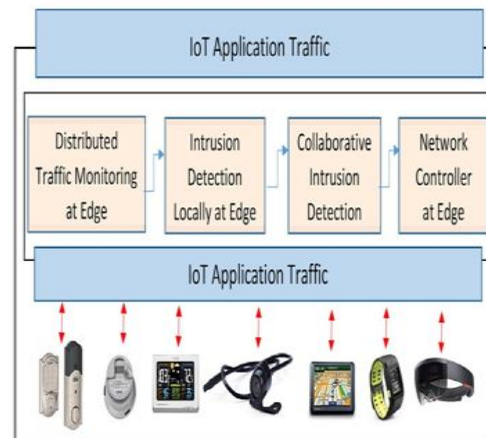 IoT Application Traffic
Distributed
Traffic Monitoring
at Edge
Intrusion
Detection
Locally at Edge
Collaborative
Intrusion
Detection
Network
Controller
at Edge
IoT Application Traffic